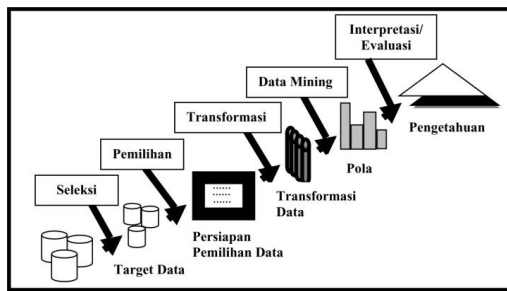 Interpretasi/
Evaluasi
Data Mining
Pengetahuan
Transformasi
Pola
Pemilihan
Transformasi
Data
Seleksi
Persiapan
Pemilihan Data
Target Data